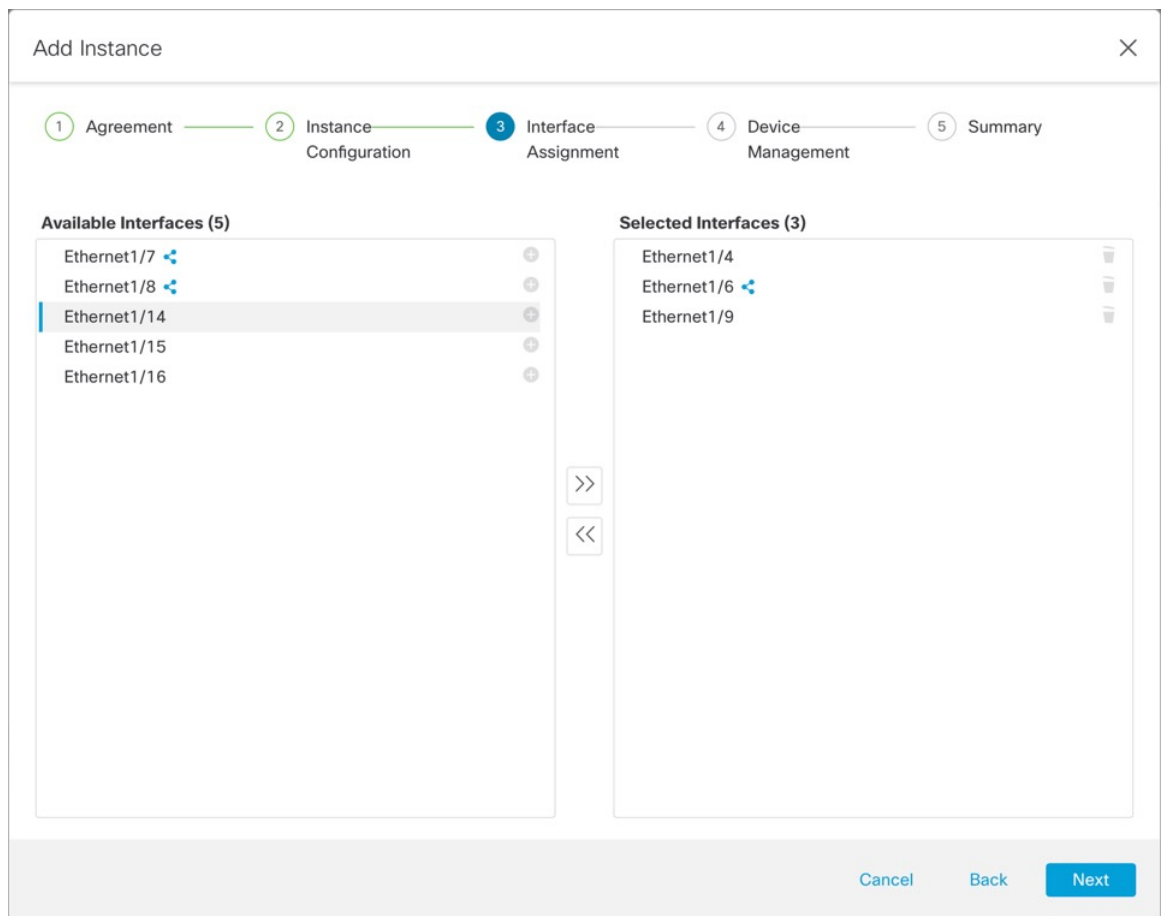 Add Instance
1 Agreement 2 Instance Configuration 3 Interface Assignment 4 Device Management 5 Summary
Available Interfaces (5)
Ethernet1/7
Ethernet1/8
Ethernet1/14
Ethernet1/15
Ethernet1/16
Selected Interfaces (3)
Ethernet1/4
Ethernet1/6
Ethernet1/9
Cancel Back Next